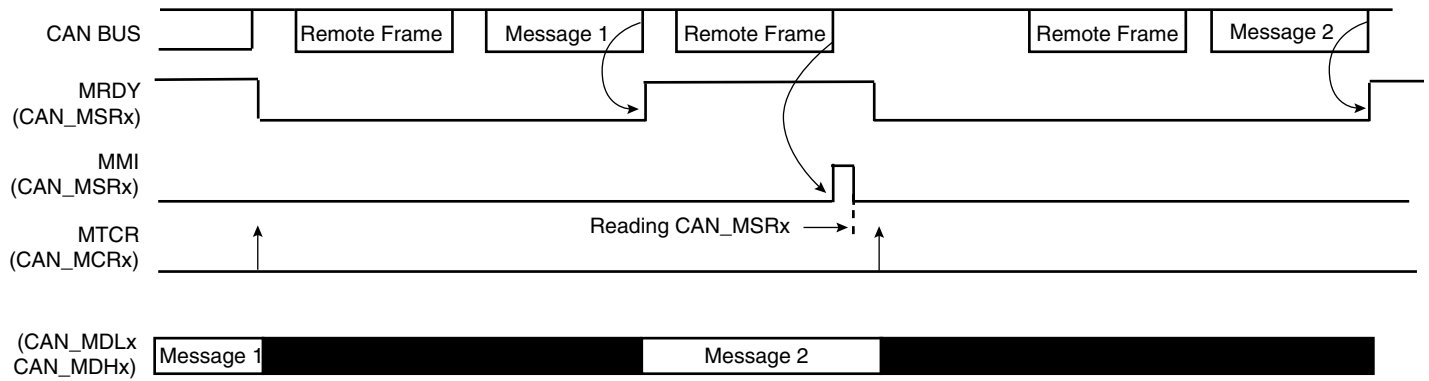 CAN BUS
Remote Frame
Message 1
Remote Frame
Remote Frame
Message 2
MRDY
(CAN_MSRx)
MMI
(CAN_MSRx)
Reading CAN_MSRx
MTCR
(CAN_MCRx)
(CAN_MDLx
CAN_MDHx)
Message 1
Message 2